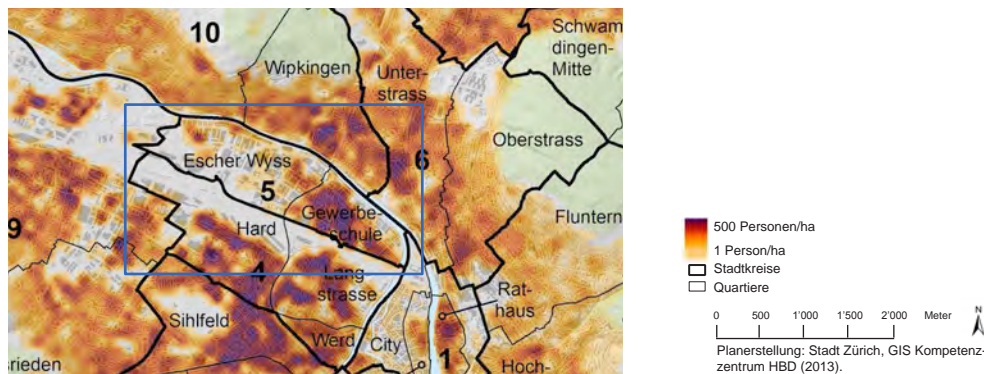 10
Schwam
dingen-
Mitte
Wipkingen
Unter-
strass
Oberstrass
6
Escher Wyss
5
Gewerbe-
schule
Fluntern
9
Hard
4
Lang
strasse
Rat-
haus
Sihlfeld
Werd
City
1
rieden
Hoch-
500 Personen/ha
1 Person/ha
Stadtkreise
Quartiere
0 500 1'000 1'500 2'000 Meter
N
Planerstellung: Stadt Zürich, GIS Kompetenz-
zentrum HBD (2013).